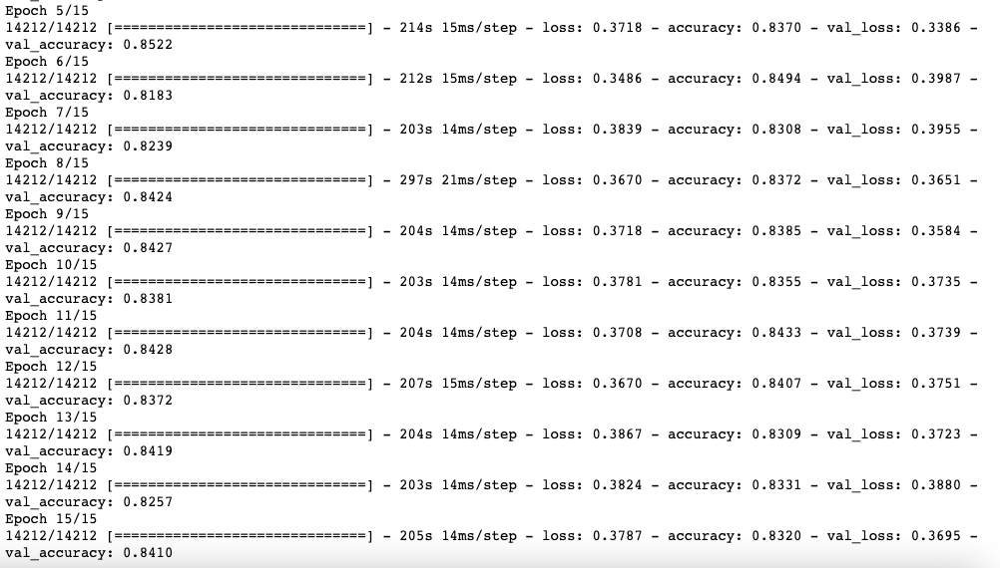 Epoch 5/15
14212/14212 [==============================] - 214s 15ms/step - loss: 0.3718 - accuracy: 0.8370 - val_loss: 0.3386 -
val_accuracy: 0.8522
Epoch 6/15
14212/14212 [==============================] - 212s 15ms/step - loss: 0.3486 - accuracy: 0.8494 - val_loss: 0.3987 -
val_accuracy: 0.8183
Epoch 7/15
14212/14212 [==============================] - 203s 14ms/step - loss: 0.3839 - accuracy: 0.8308 - val_loss: 0.3955 -
val_accuracy: 0.8239
Epoch 8/15
14212/14212 [==============================] - 297s 21ms/step - loss: 0.3670 - accuracy: 0.8372 - val_loss: 0.3651 -
val_accuracy: 0.8424
Epoch 9/15
14212/14212 [==============================] - 204s 14ms/step - loss: 0.3718 - accuracy: 0.8385 - val_loss: 0.3584 -
val_accuracy: 0.8427
Epoch 10/15
14212/14212 [==============================] - 203s 14ms/step - loss: 0.3781 - accuracy: 0.8355 - val_loss: 0.3735 -
val_accuracy: 0.8381
Epoch 11/15
14212/14212 [==============================] - 204s 14ms/step - loss: 0.3708 - accuracy: 0.8433 - val_loss: 0.3739 -
val_accuracy: 0.8428
Epoch 12/15
14212/14212 [==============================] - 207s 15ms/step - loss: 0.3670 - accuracy: 0.8407 - val_loss: 0.3751 -
val_accuracy: 0.8372
Epoch 13/15
14212/14212 [==============================] - 204s 14ms/step - loss: 0.3867 - accuracy: 0.8309 - val_loss: 0.3723 -
val_accuracy: 0.8419
Epoch 14/15
14212/14212 [==============================] - 203s 14ms/step - loss: 0.3824 - accuracy: 0.8331 - val_loss: 0.3880 -
val_accuracy: 0.8257
Epoch 15/15
14212/14212 [==============================] - 205s 14ms/step - loss: 0.3787 - accuracy: 0.8320 - val_loss: 0.3695 -
val_accuracy: 0.8410